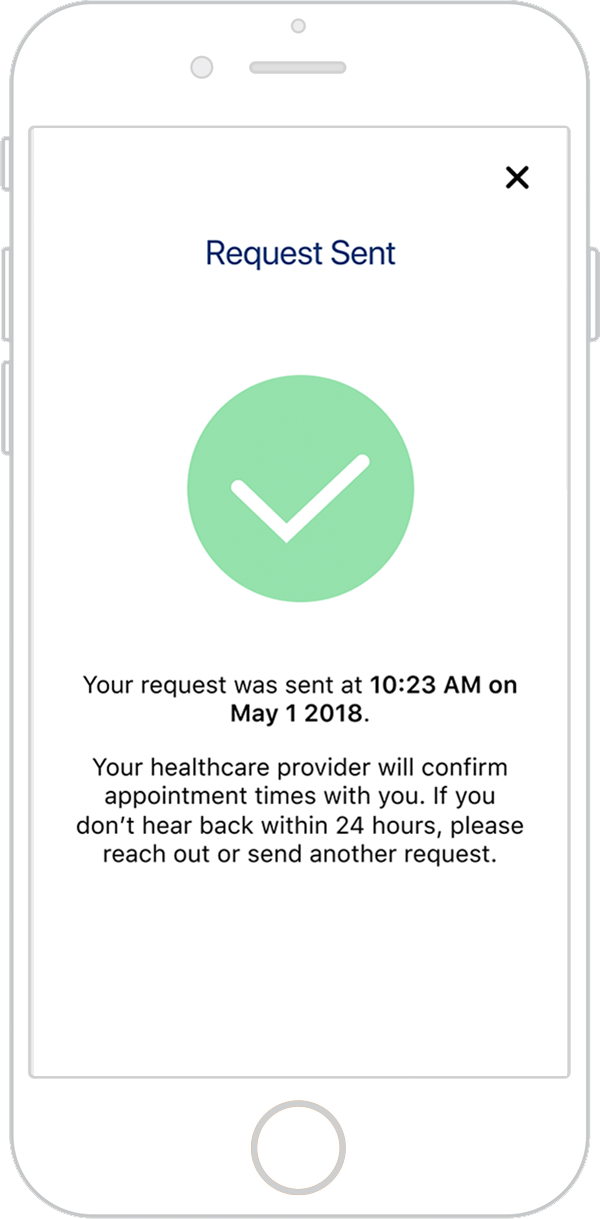 Request Sent
Your request was sent at 10:23 AM on
May 1 2018.
Your healthcare provider will confirm
appointment times with you. If you
don’t hear back within 24 hours, please
reach out or send another request.